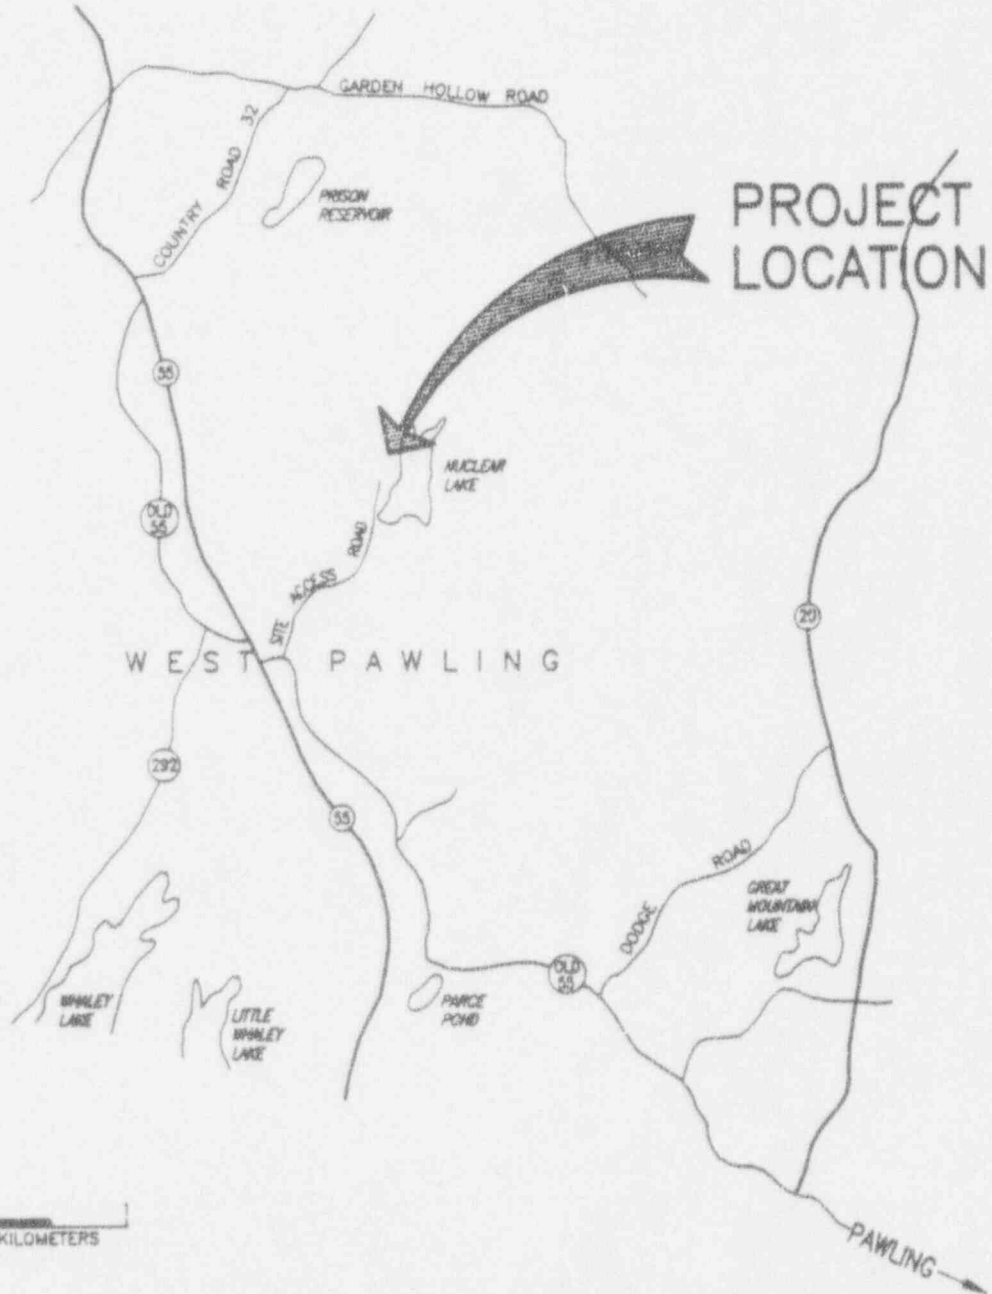 GARDEN HOLLOW ROAD
COUNTRY ROAD 32
PRISON
RESERVOIR
PROJECT
LOCATION
55
NUCLEAR
LAKE
OLD
55
SITE ACCESS ROAD
WEST PAWLING
292
55
DODGE ROAD
GREAT
MOUNTAIN
LAKE
OLD
55
WHALEY
LAKE
LITTLE
WHALEY
LAKE
PARCE
POND
KILOMETERS
PAWLING